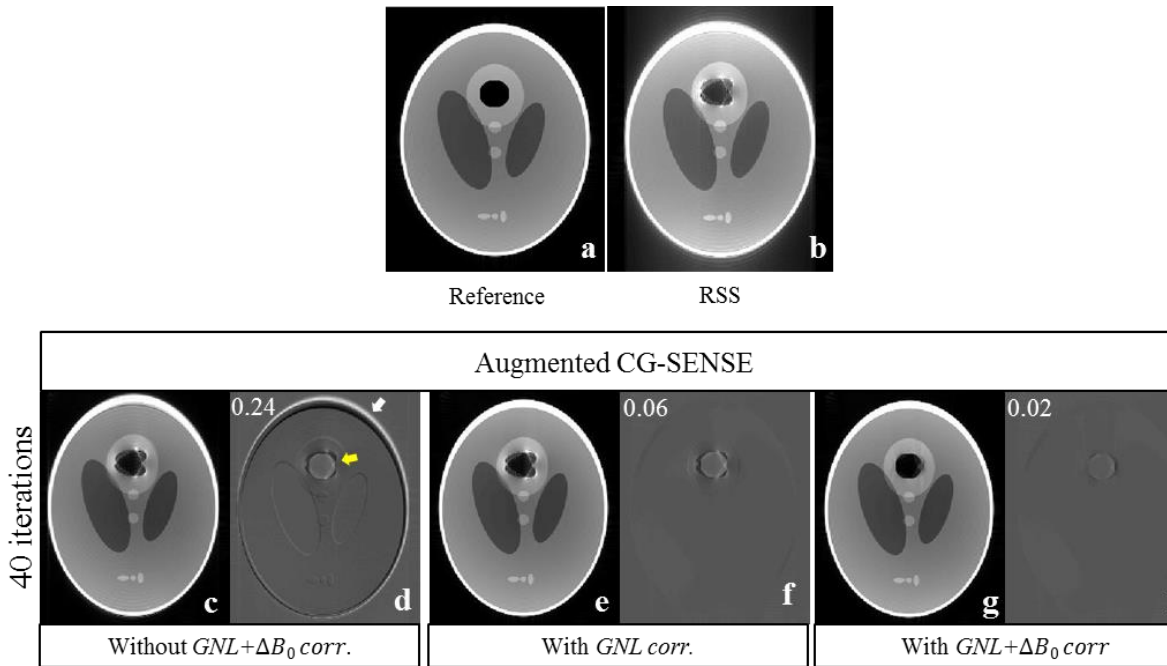 a
b
Reference
RSS
Augmented CG-SENSE
40 iterations
0.24
0.06
0.02
c
d
e
f
g
Without GNL+ΔB₀ corr.
With GNL corr.
With GNL+ΔB₀ corr